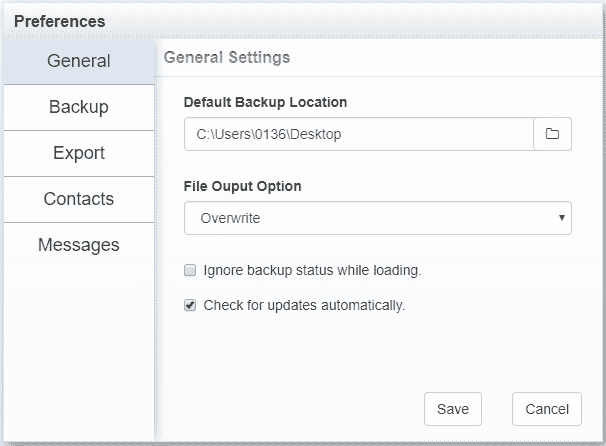 Preferences
General
Backup
Export
Contacts
Messages
General Settings
Default Backup Location
C:\Users\0136\Desktop
File Ouput Option
Overwrite
Ignore backup status while loading.
Check for updates automatically.
Save
Cancel